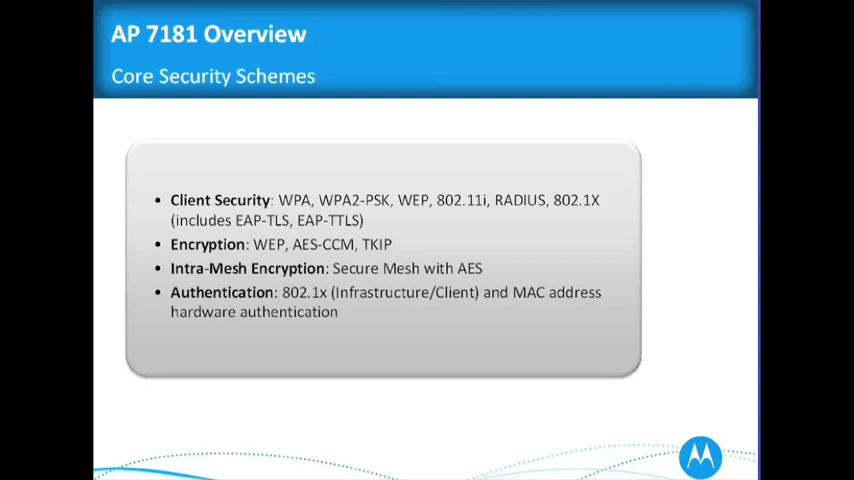 AP 7181 Overview
Core Security Schemes
• Client Security: WPA, WPA2-PSK, WEP, 802.11i, RADIUS, 802.1X
(includes EAP-TLS, EAP-TTLS)
• Encryption: WEP, AES-CCM, TKIP
• Intra-Mesh Encryption: Secure Mesh with AES
• Authentication: 802.1x (Infrastructure/Client) and MAC address
hardware authentication